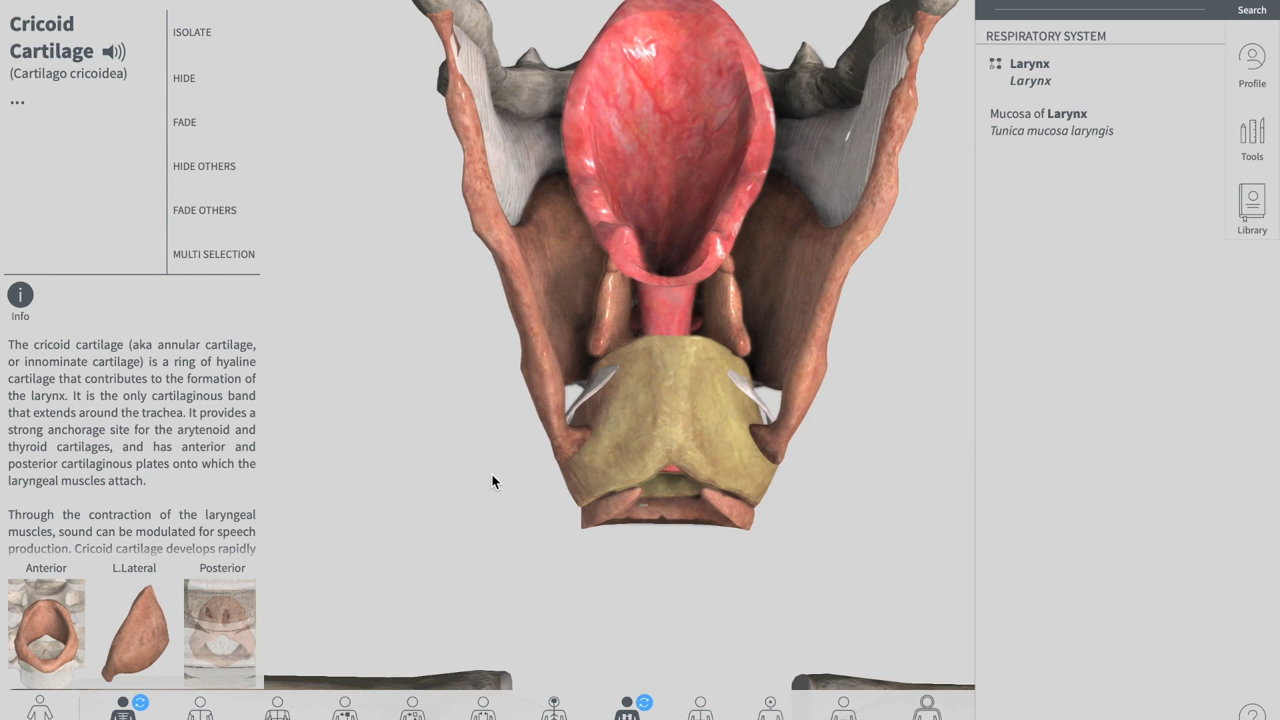 Cricoid
Cartilage
(Cartilago cricoidea)
...
ISOLATE
HIDE
FADE
HIDE OTHERS
FADE OTHERS
MULTI SELECTION
i
Info
The cricoid cartilage (aka annular cartilage,
or innominate cartilage) is a ring of hyaline
cartilage that contributes to the formation of
the larynx. It is the only cartilaginous band
that extends around the trachea. It provides a
strong anchorage site for the arytenoid and
thyroid cartilages, and has anterior and
posterior cartilaginous plates onto which the
laryngeal muscles attach.
Through the contraction of the laryngeal
muscles, sound can be modulated for speech
production. Cricoid cartilage develops rapidly
Anterior
L.Lateral
Posterior
Search
RESPIRATORY SYSTEM
Larynx
Larynx
Mucosa of Larynx
Tunica mucosa laryngis
Profile
Tools
Library
?